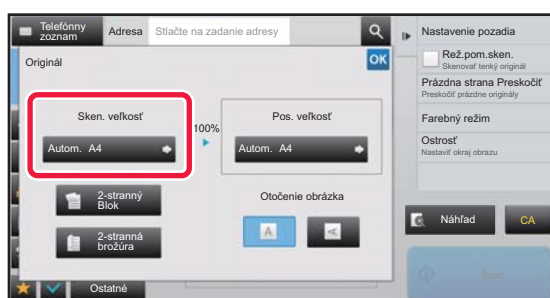 Telefónny
zoznam
Adresa
Stlačte na zadanie adresy
Originál
OK
Sken. veľkosť
Autom. A4
100%
Pos. veľkosť
Autom. A4
2-stranný
Blok
2-stranná
brožúra
Otočenie obrázka
A
A
Ostatné
Nastavenie pozadia
Rež.pom.sken.
Skenovať tenký originál
Prázdna strana Preskočiť
Preskočiť prázdne originály
Farebný režim
Ostrosť
Nastaviť okraj obrazu
Náhľad
CA
Štart